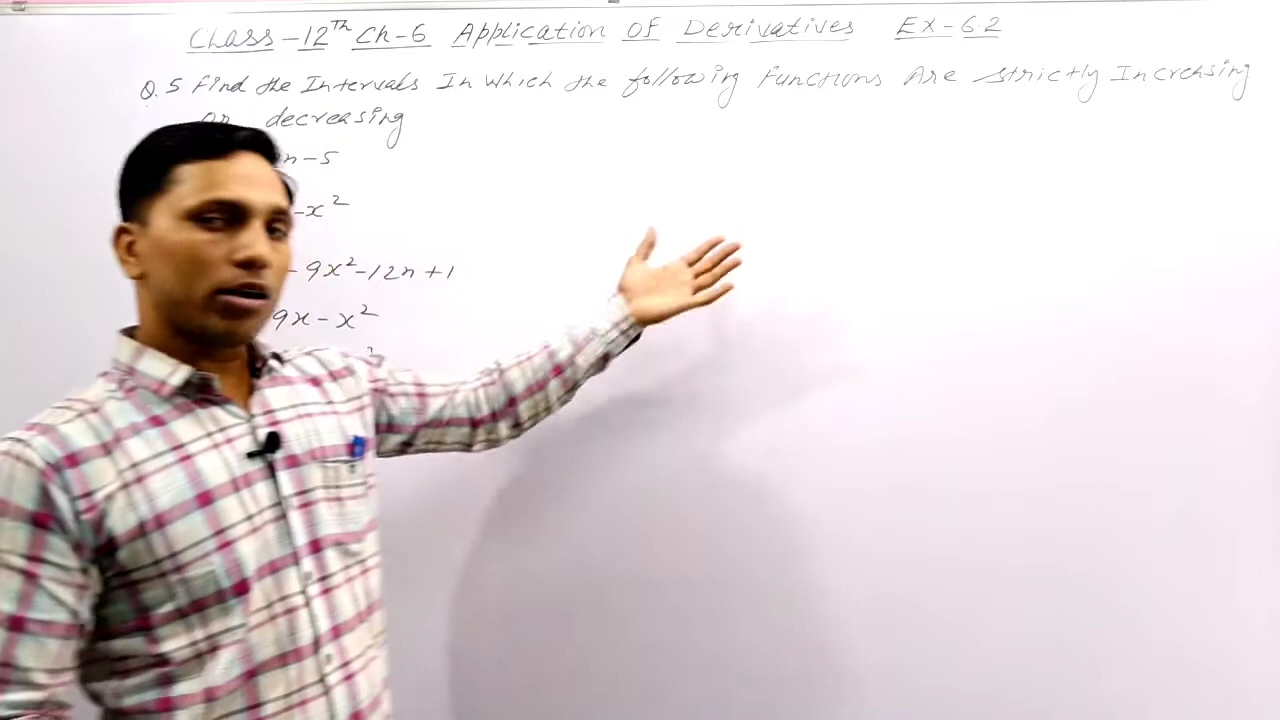 Class-12th Ch-6 Application of Derivatives EX-6.2
Q.5 Find the Intervals In Which the following functions Are strictly Increasing
or decreasing
x-5
-x²
-9x²-12x+1
9x-x²